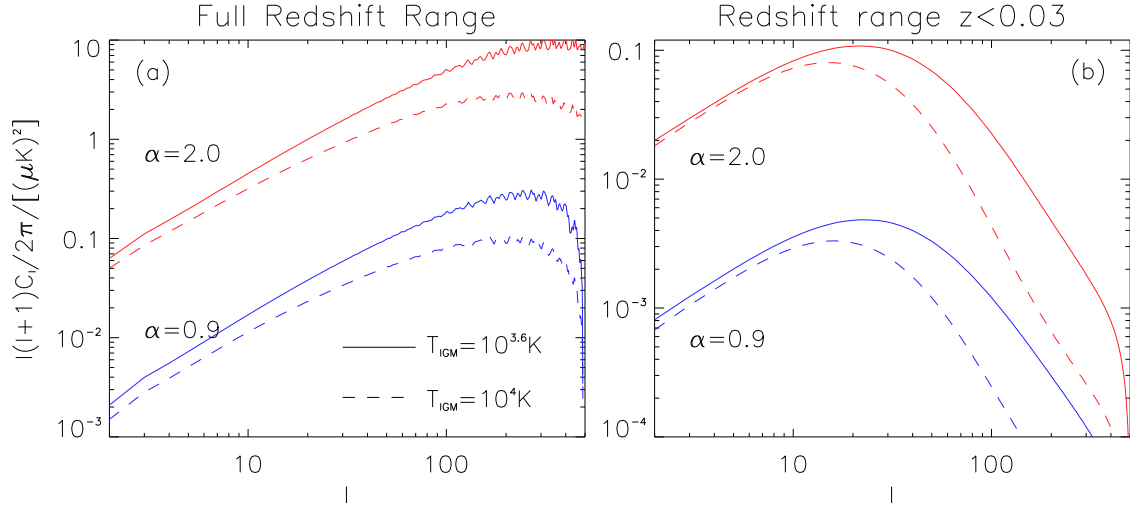 Full Redshift Range
Redshift range z<0.03
l(l+1)C_l/2π/[(μK)²]
10
1
0.1
10⁻²
10⁻³
(a)
α=2.0
α=0.9
T_IGM=10^3.6K
T_IGM=10⁴K
10
100
l
0.1
10⁻²
10⁻³
10⁻⁴
(b)
α=2.0
α=0.9
10
100
l